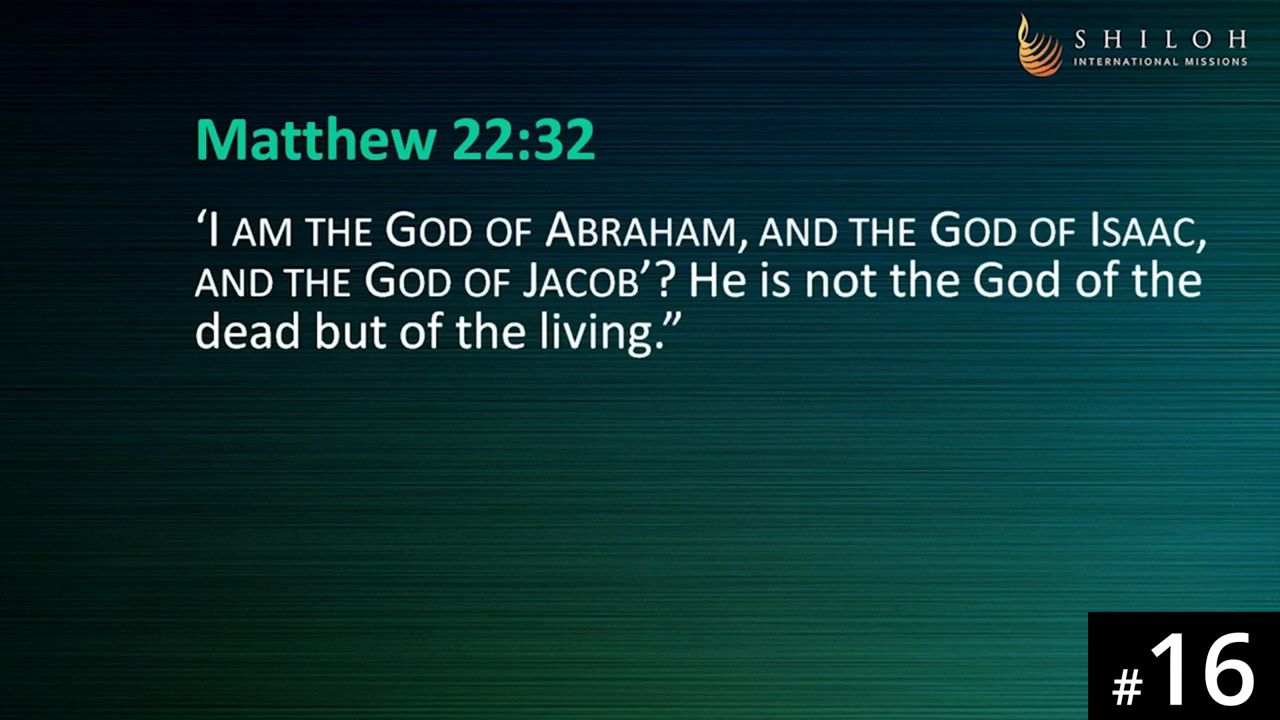 SHILOH
INTERNATIONAL MISSIONS
Matthew 22:32
‘I AM THE GOD OF ABRAHAM, AND THE GOD OF ISAAC,
AND THE GOD OF JACOB’? He is not the God of the
dead but of the living.”
#16